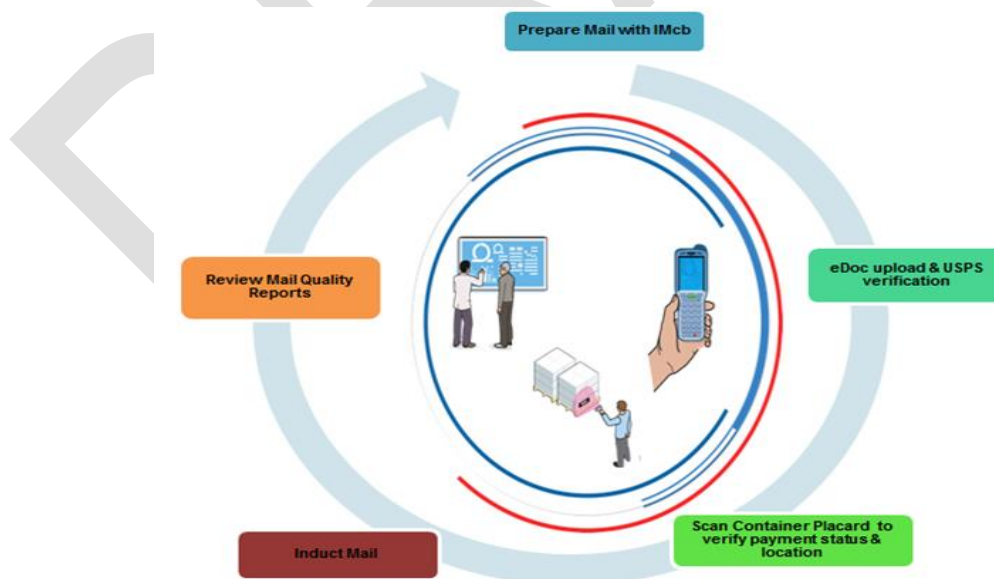 Prepare Mail with IMcb
eDoc upload & USPS
verification
Scan Container Placard to
verify payment status &
location
Induct Mail
Review Mail Quality
Reports